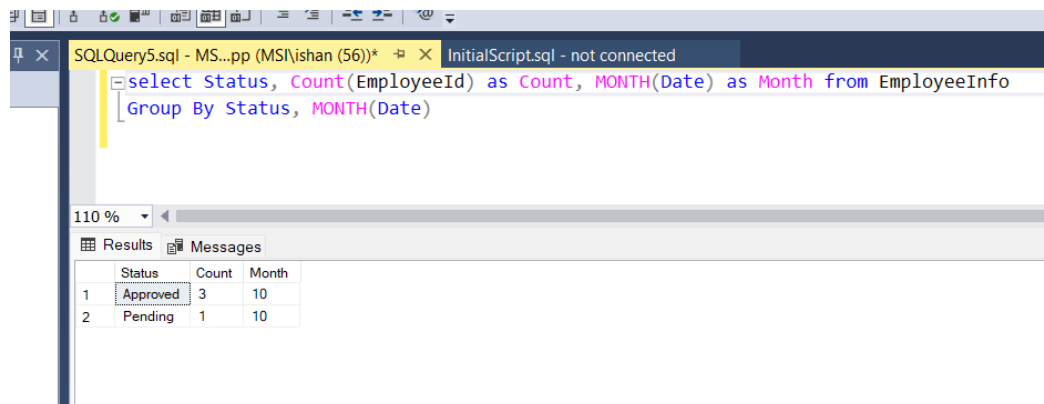 SQLQuery5.sql - MS...pp (MSI\ishan (56))* InitialScript.sql - not connected
select Status, Count(EmployeeId) as Count, MONTH(Date) as Month from EmployeeInfo
Group By Status, MONTH(Date)
110 %
Results Messages
Status Count Month
1 Approved 3 10
2 Pending 1 10